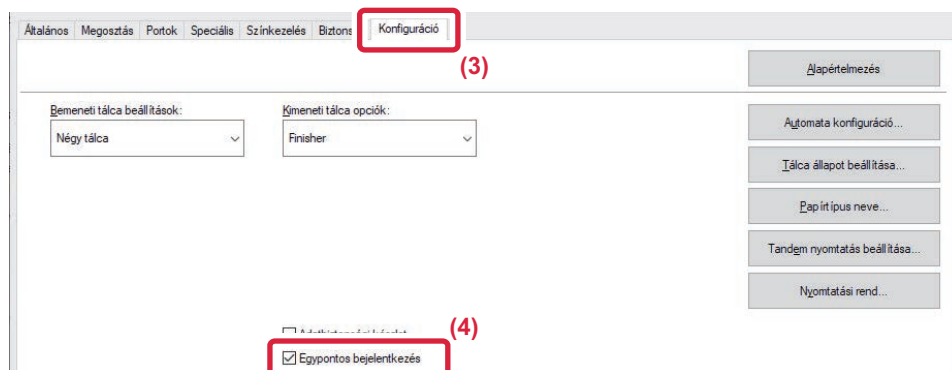 Általános Megosztás Portok Speciális Színkezelés Biztons Konfiguráció
(3)
Alapértelmezés
Bemeneti tálca beállítások: Kimeneti tálca opciók:
Négy tálca Finisher
Automata konfiguráció...
Tálca állapot beállítása...
Papírtípus neve...
Tandem nyomtatás beállítása...
Nyomtatási rend...
(4)
Egypontos bejelentkezés